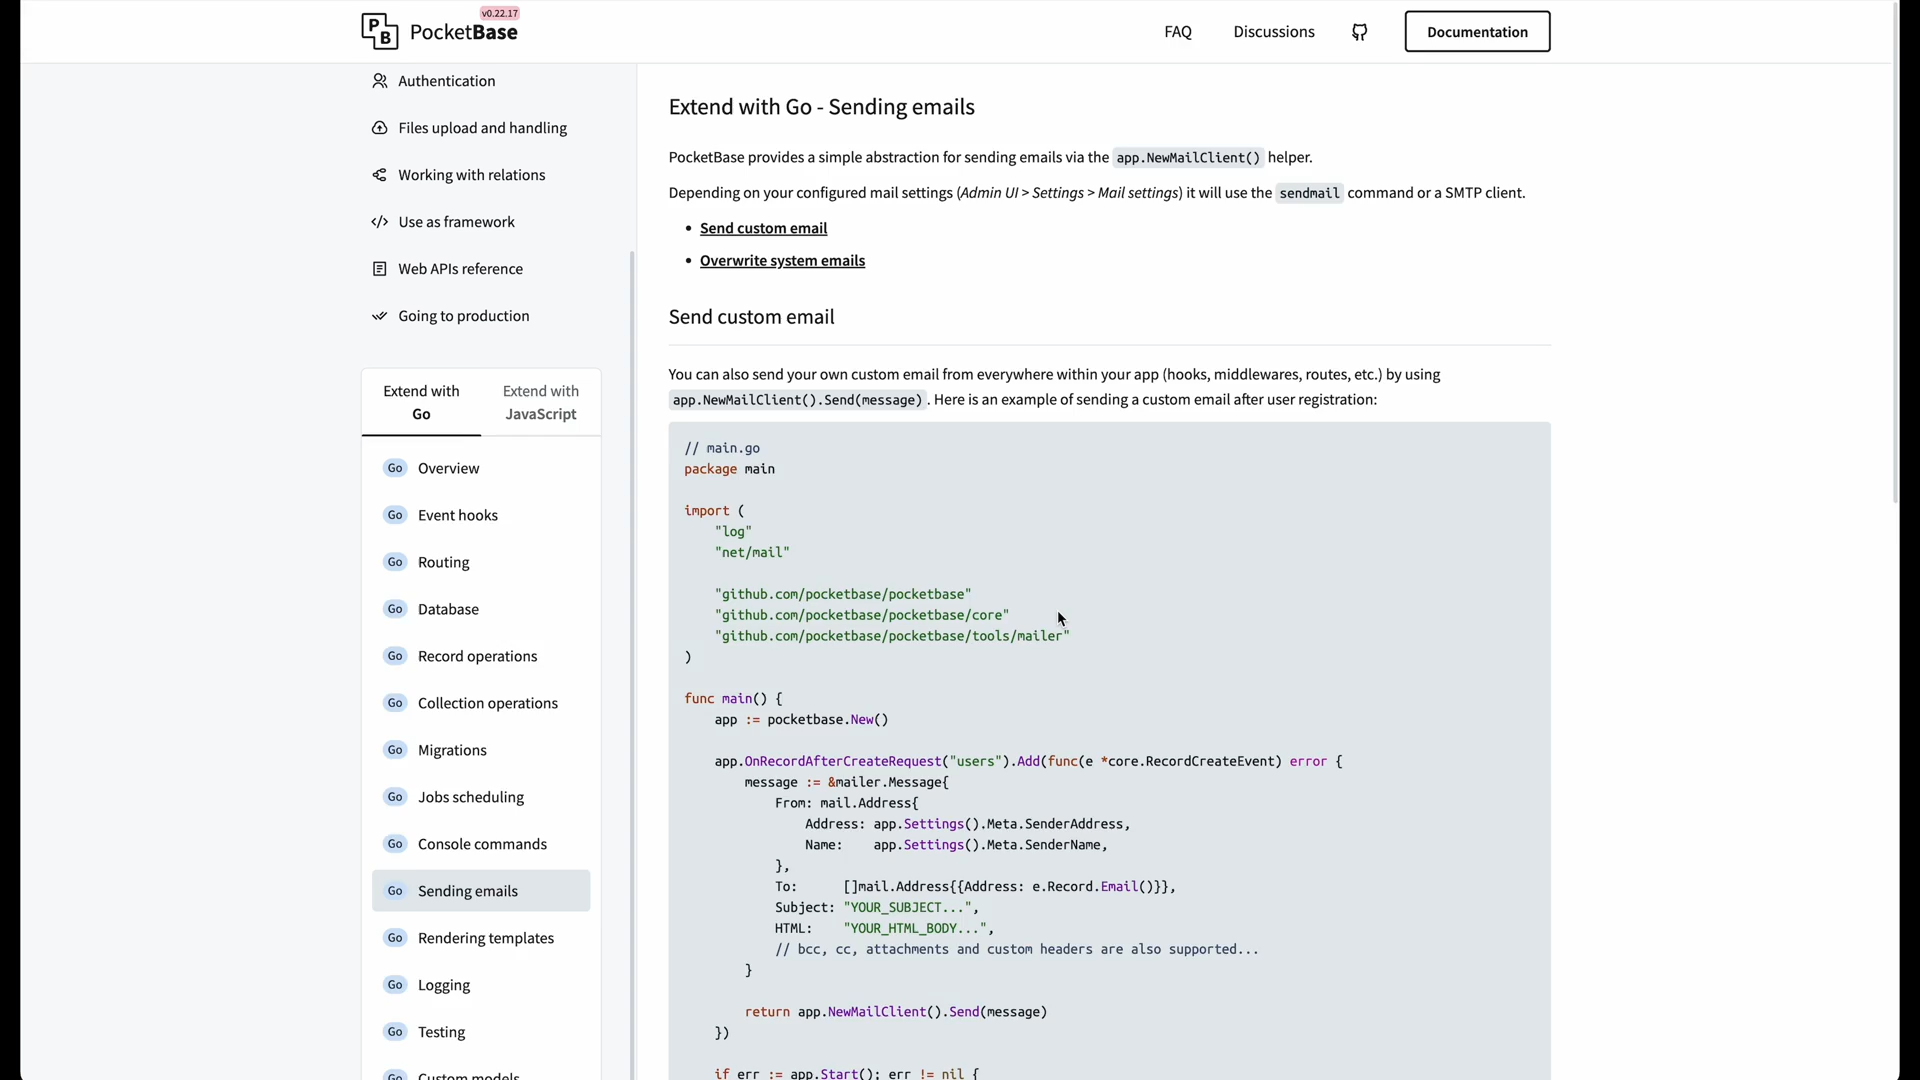 v0.22.17
PocketBase
FAQ
Discussions
Documentation
Authentication
Files upload and handling
Working with relations
Use as framework
Web APIs reference
Going to production
Extend with
Go
Extend with
JavaScript
Go Overview
Go Event hooks
Go Routing
Go Database
Go Record operations
Go Collection operations
Go Migrations
Go Jobs scheduling
Go Console commands
Go Sending emails
Go Rendering templates
Go Logging
Go Testing
Go Custom models
Extend with Go - Sending emails
PocketBase provides a simple abstraction for sending emails via the app.NewMailClient() helper.
Depending on your configured mail settings (Admin UI > Settings > Mail settings) it will use the sendmail command or a SMTP client.
• Send custom email
• Overwrite system emails
Send custom email
You can also send your own custom email from everywhere within your app (hooks, middlewares, routes, etc.) by using
app.NewMailClient().Send(message) . Here is an example of sending a custom email after user registration:
// main.go
package main
import (
    "log"
    "net/mail"
    "github.com/pocketbase/pocketbase"
    "github.com/pocketbase/pocketbase/core"
    "github.com/pocketbase/pocketbase/tools/mailer"
)
func main() {
    app := pocketbase.New()
    app.OnRecordAfterCreateRequest("users").Add(func(e *core.RecordCreateEvent) error {
        message := &mailer.Message{
            From: mail.Address{
                Address: app.Settings().Meta.SenderAddress,
                Name:    app.Settings().Meta.SenderName,
            },
            To:      []mail.Address{{Address: e.Record.Email()}},
            Subject: "YOUR_SUBJECT...",
            HTML:    "YOUR_HTML_BODY...",
            // bcc, cc, attachments and custom headers are also supported...
        }
        return app.NewMailClient().Send(message)
    })
    if err := app.Start(); err != nil {